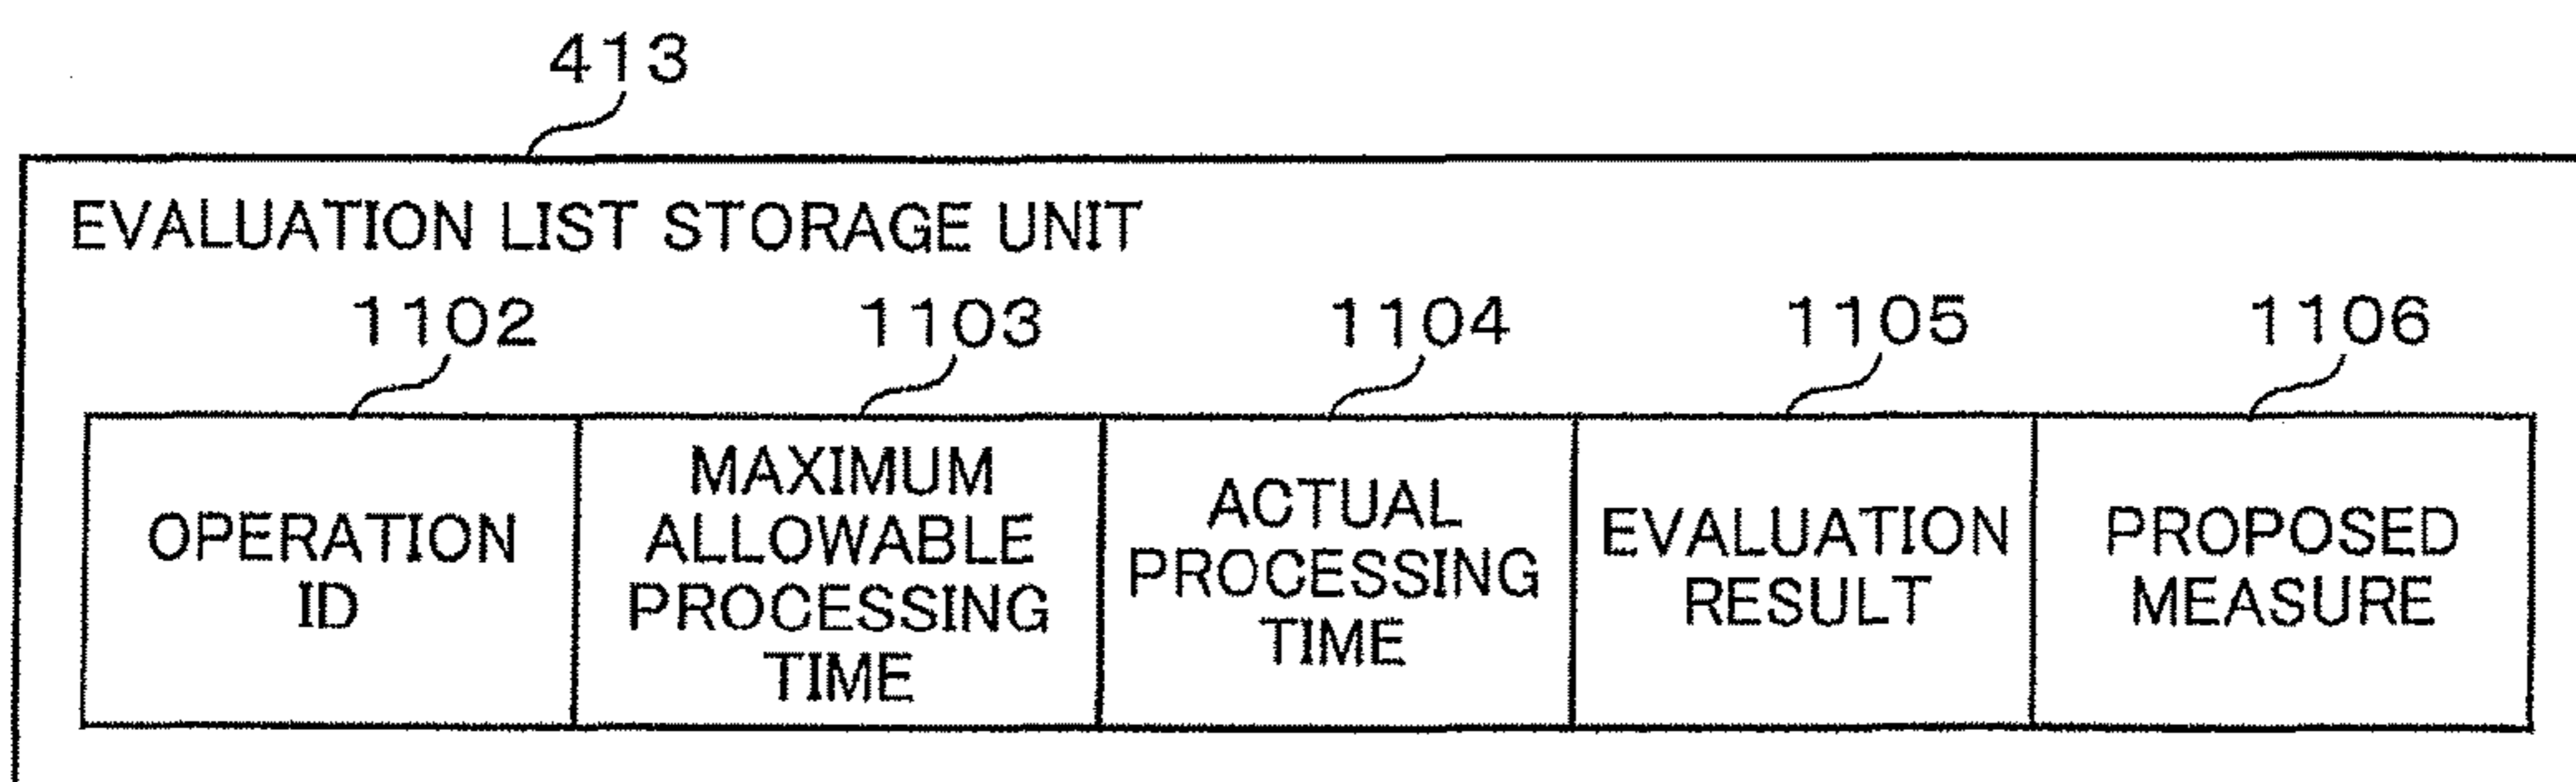 413
EVALUATION LIST STORAGE UNIT
1102 1103 1104 1105 1106
OPERATION
ID
MAXIMUM
ALLOWABLE
PROCESSING
TIME
ACTUAL
PROCESSING
TIME
EVALUATION
RESULT
PROPOSED
MEASURE